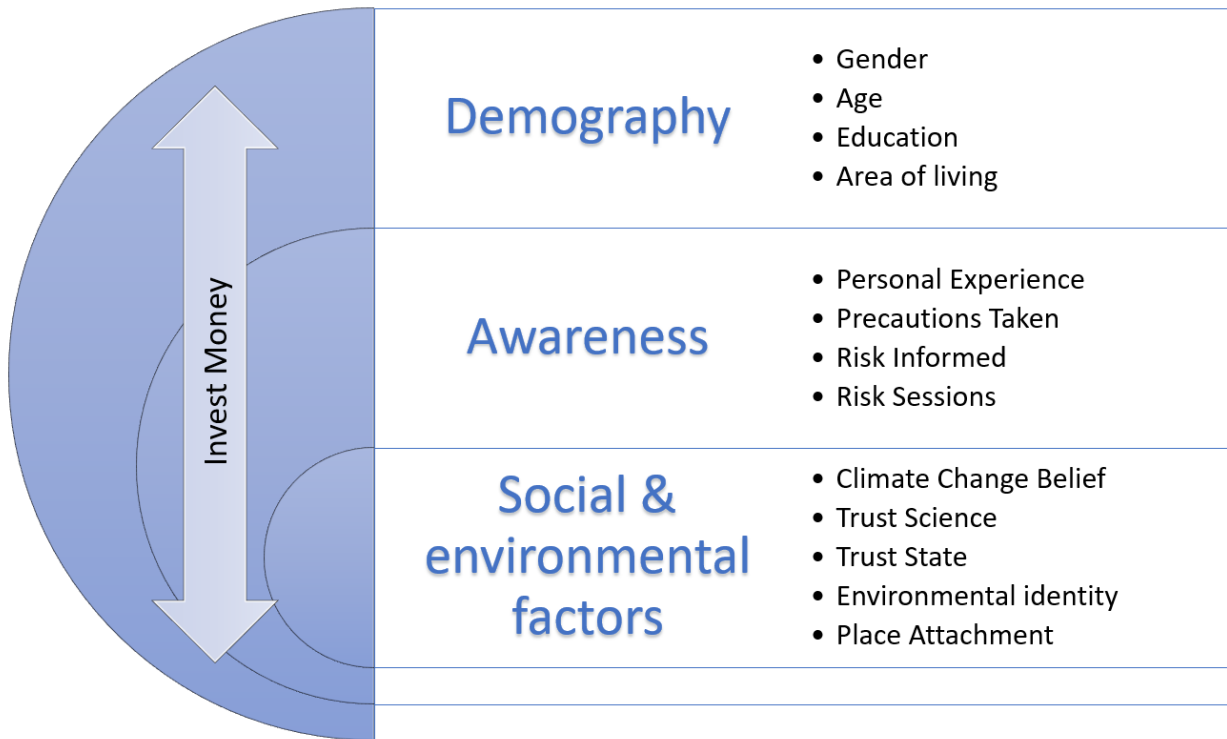 Invest Money
Demography
• Gender
• Age
• Education
• Area of living
Awareness
• Personal Experience
• Precautions Taken
• Risk Informed
• Risk Sessions
Social &
environmental
factors
• Climate Change Belief
• Trust Science
• Trust State
• Environmental identity
• Place Attachment